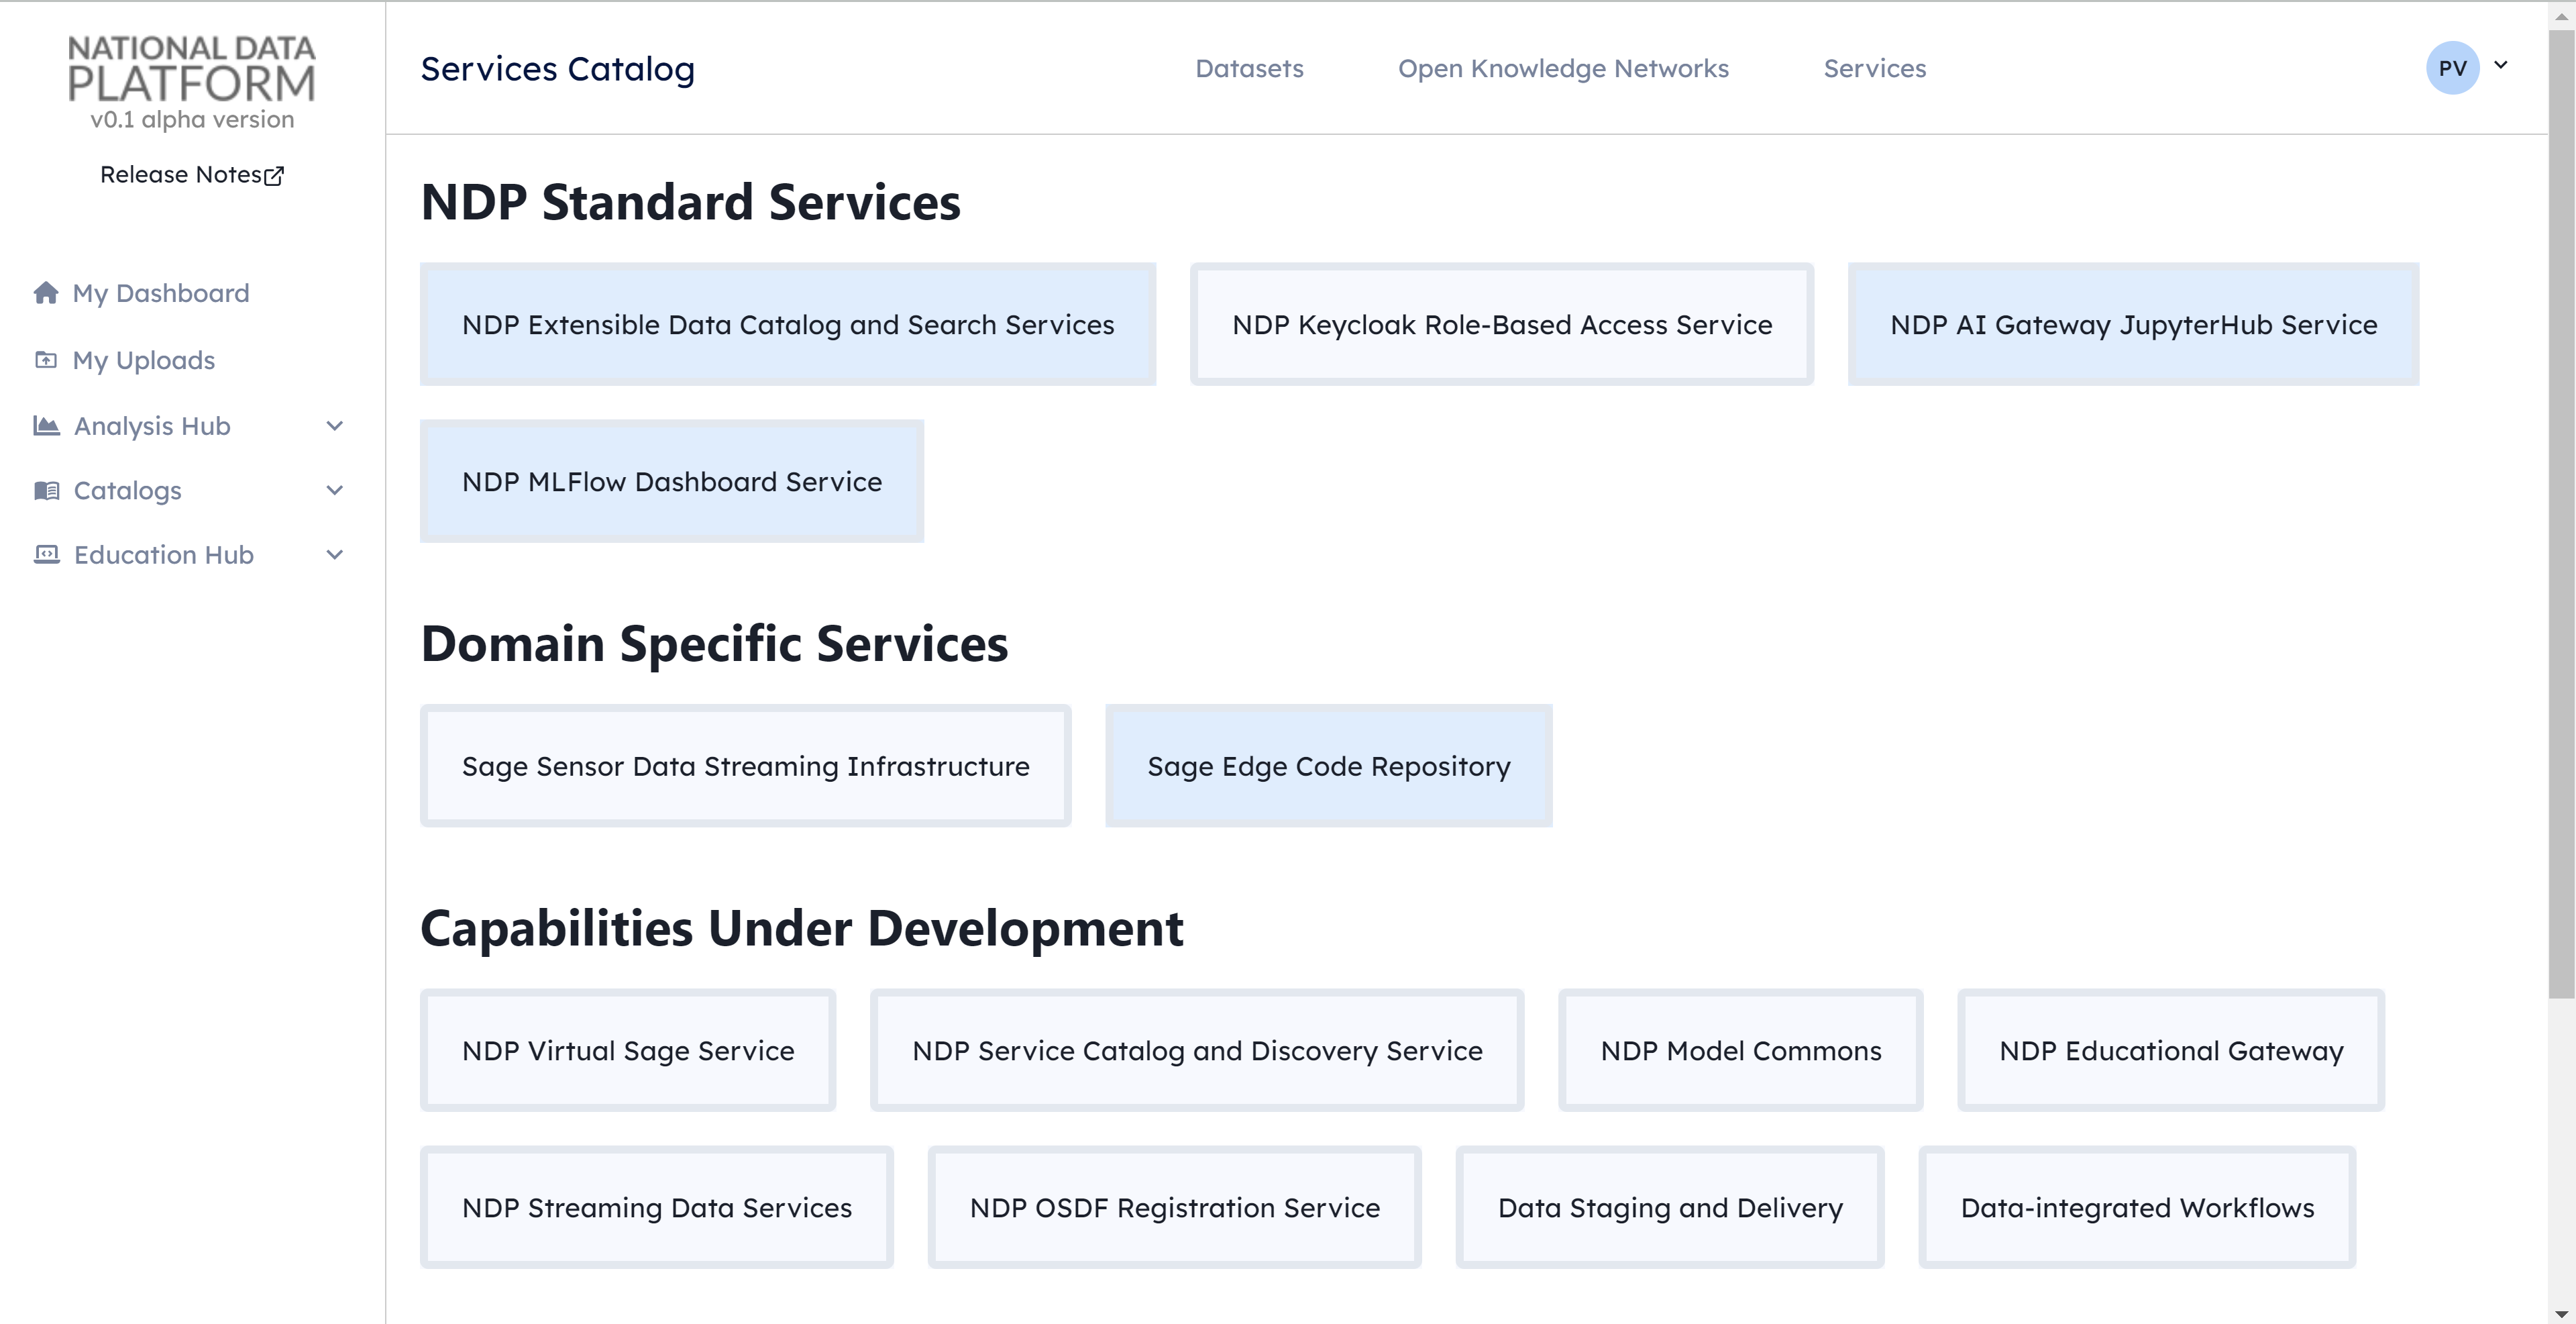 NATIONAL DATA
PLATFORM
v0.1 alpha version
Release Notes
My Dashboard
My Uploads
Analysis Hub
Catalogs
Education Hub
Services Catalog
Datasets
Open Knowledge Networks
Services
PV
NDP Standard Services
NDP Extensible Data Catalog and Search Services
NDP Keycloak Role-Based Access Service
NDP AI Gateway JupyterHub Service
NDP MLFlow Dashboard Service
Domain Specific Services
Sage Sensor Data Streaming Infrastructure
Sage Edge Code Repository
Capabilities Under Development
NDP Virtual Sage Service
NDP Service Catalog and Discovery Service
NDP Model Commons
NDP Educational Gateway
NDP Streaming Data Services
NDP OSDF Registration Service
Data Staging and Delivery
Data-integrated Workflows